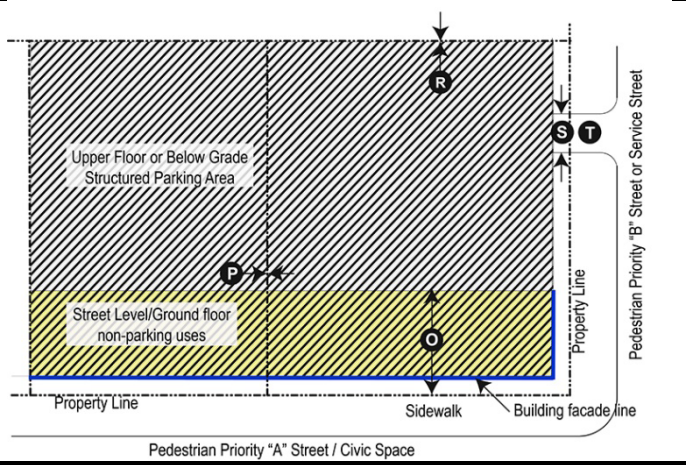 R
S T
Upper Floor or Below Grade
Structured Parking Area
Pedestrian Priority "B" Street or Service Street
P
Property Line
Street Level/Ground floor
non-parking uses
O
Property Line
Sidewalk
Building facade line
Pedestrian Priority "A" Street / Civic Space